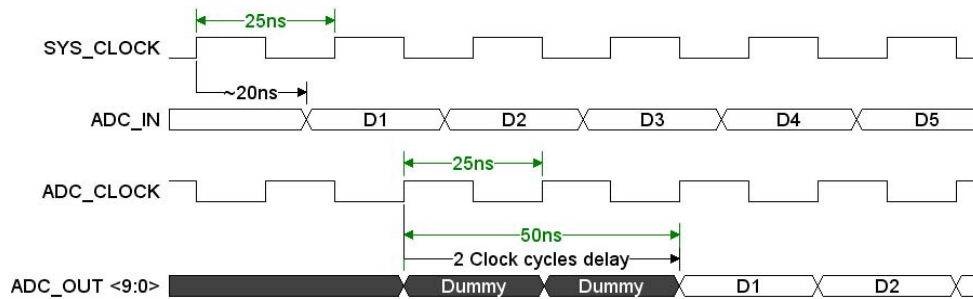 25ns
SYS_CLOCK
~20ns
ADC_IN D1 D2 D3 D4 D5
25ns
ADC_CLOCK
50ns
2 Clock cycles delay
ADC_OUT <9:0> Dummy Dummy D1 D2